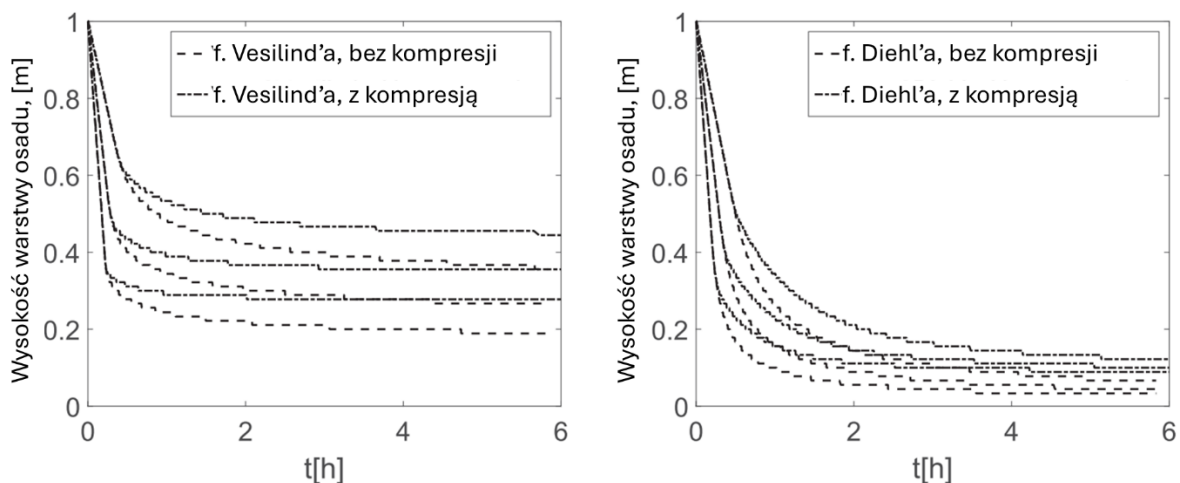 Wysokość warstwy osadu, [m]
1
0.8
0.6
0.4
0.2
0
0
2
4
6
t[h]
f. Vesilind'a, bez kompresji
f. Vesilind'a, z kompresją
Wysokość warstwy osadu, [m]
1
0.8
0.6
0.4
0.2
0
0
2
4
6
t[h]
f. Diehl'a, bez kompresji
f. Diehl'a, z kompresją